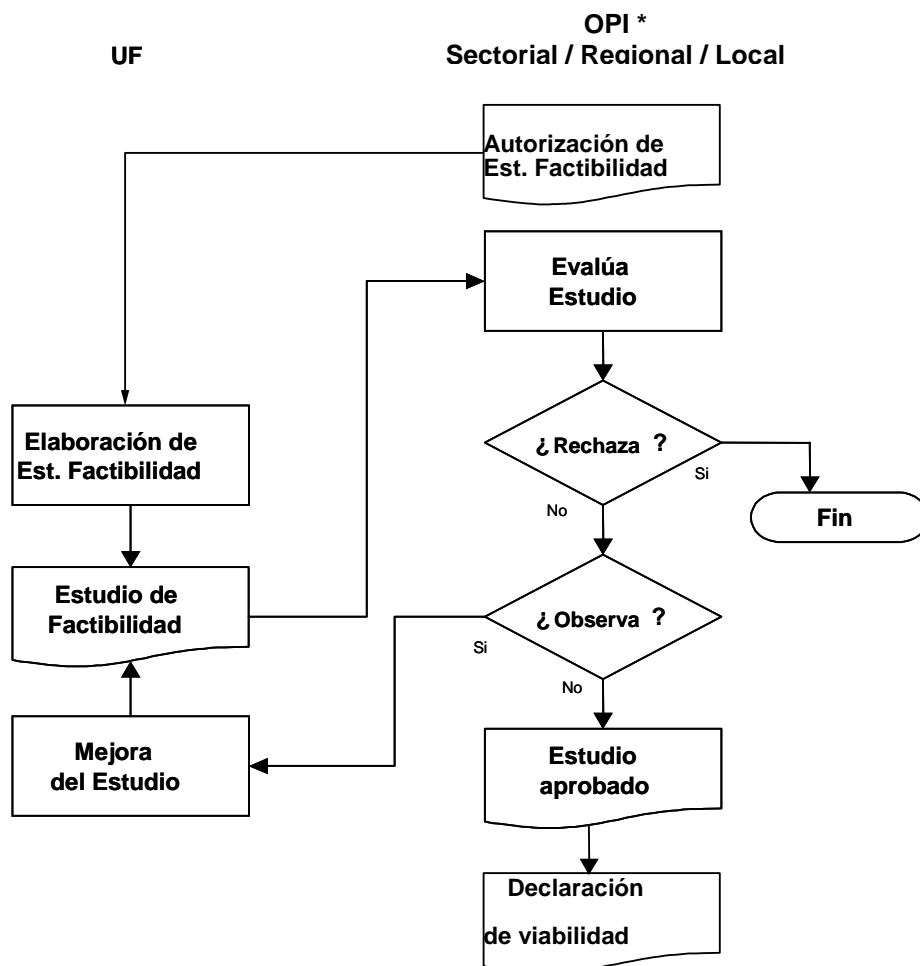 OPI *
UF
Sectorial / Regional / Local
Autorización de
Est. Factibilidad
Evalúa
Estudio
Elaboración de
Est. Factibilidad
¿ Rechaza ?
Si
No
Fin
Estudio de
Factibilidad
¿ Observa ?
Si
No
Mejora
del Estudio
Estudio
aprobado
Declaración
de viabilidad